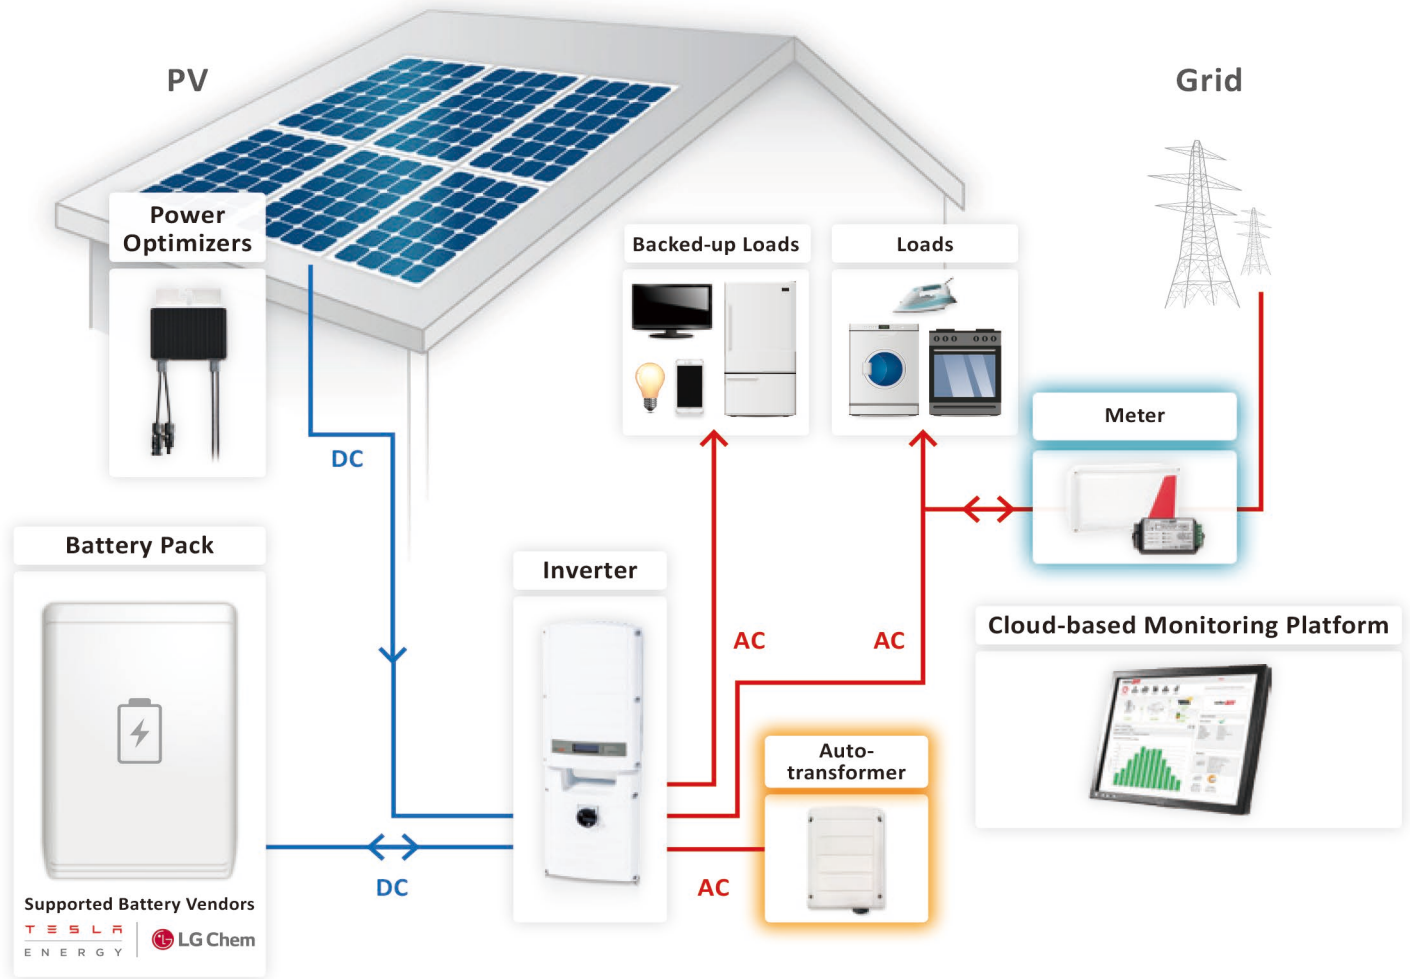 PV
Grid
Power
Optimizers
Backed-up Loads
Loads
Meter
DC
Battery Pack
Inverter
AC
AC
Cloud-based Monitoring Platform
Auto-
transformer
DC
AC
Supported Battery Vendors
TESLA
ENERGY
LG Chem